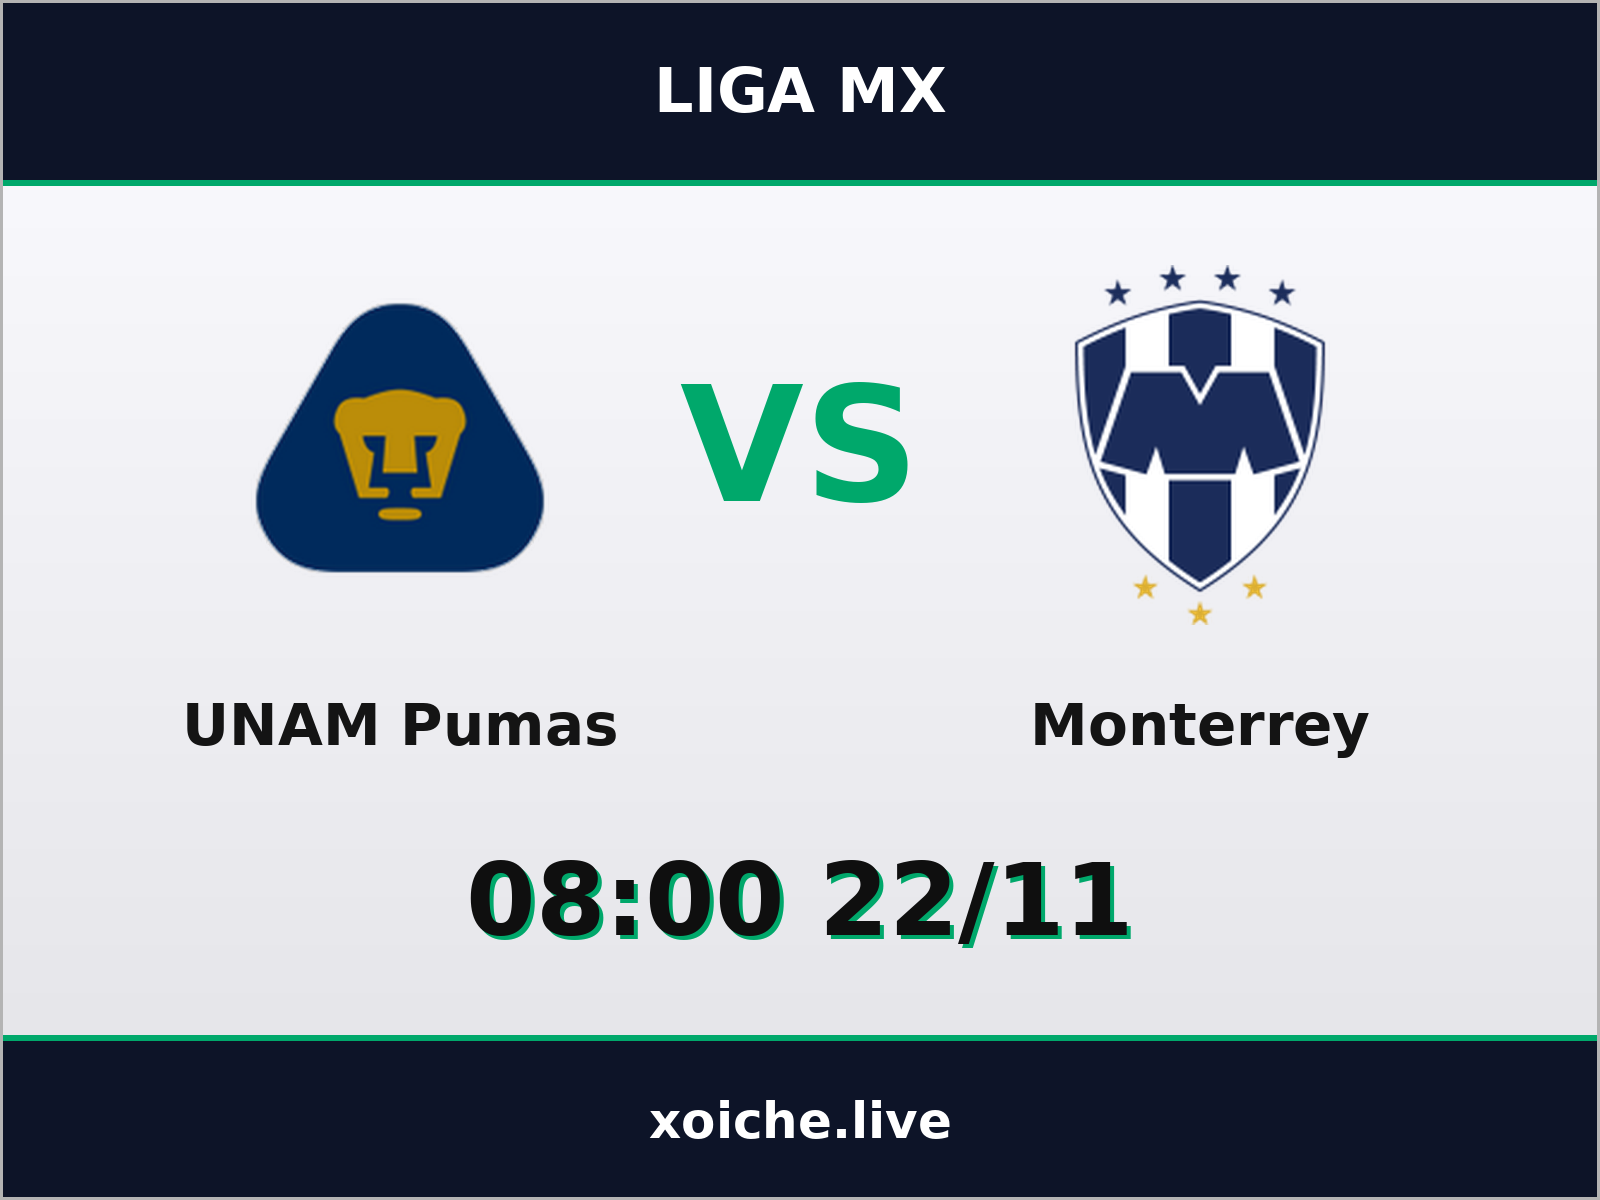 LIGA MX
VS
UNAM Pumas
Monterrey
08:00 22/11
xoiche.live